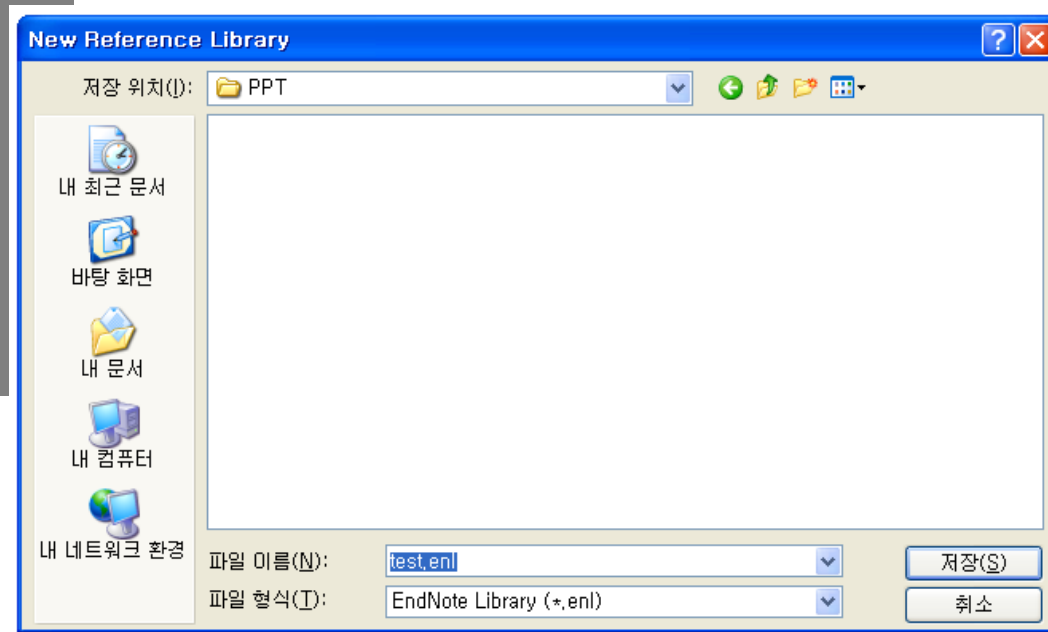 New Reference Library
저장 위치(I):
PPT
내 최근 문서
바탕 화면
내 문서
내 컴퓨터
내 네트워크 환경
파일 이름(N):
test.enl
저장(S)
파일 형식(T):
EndNote Library (*.enl)
취소